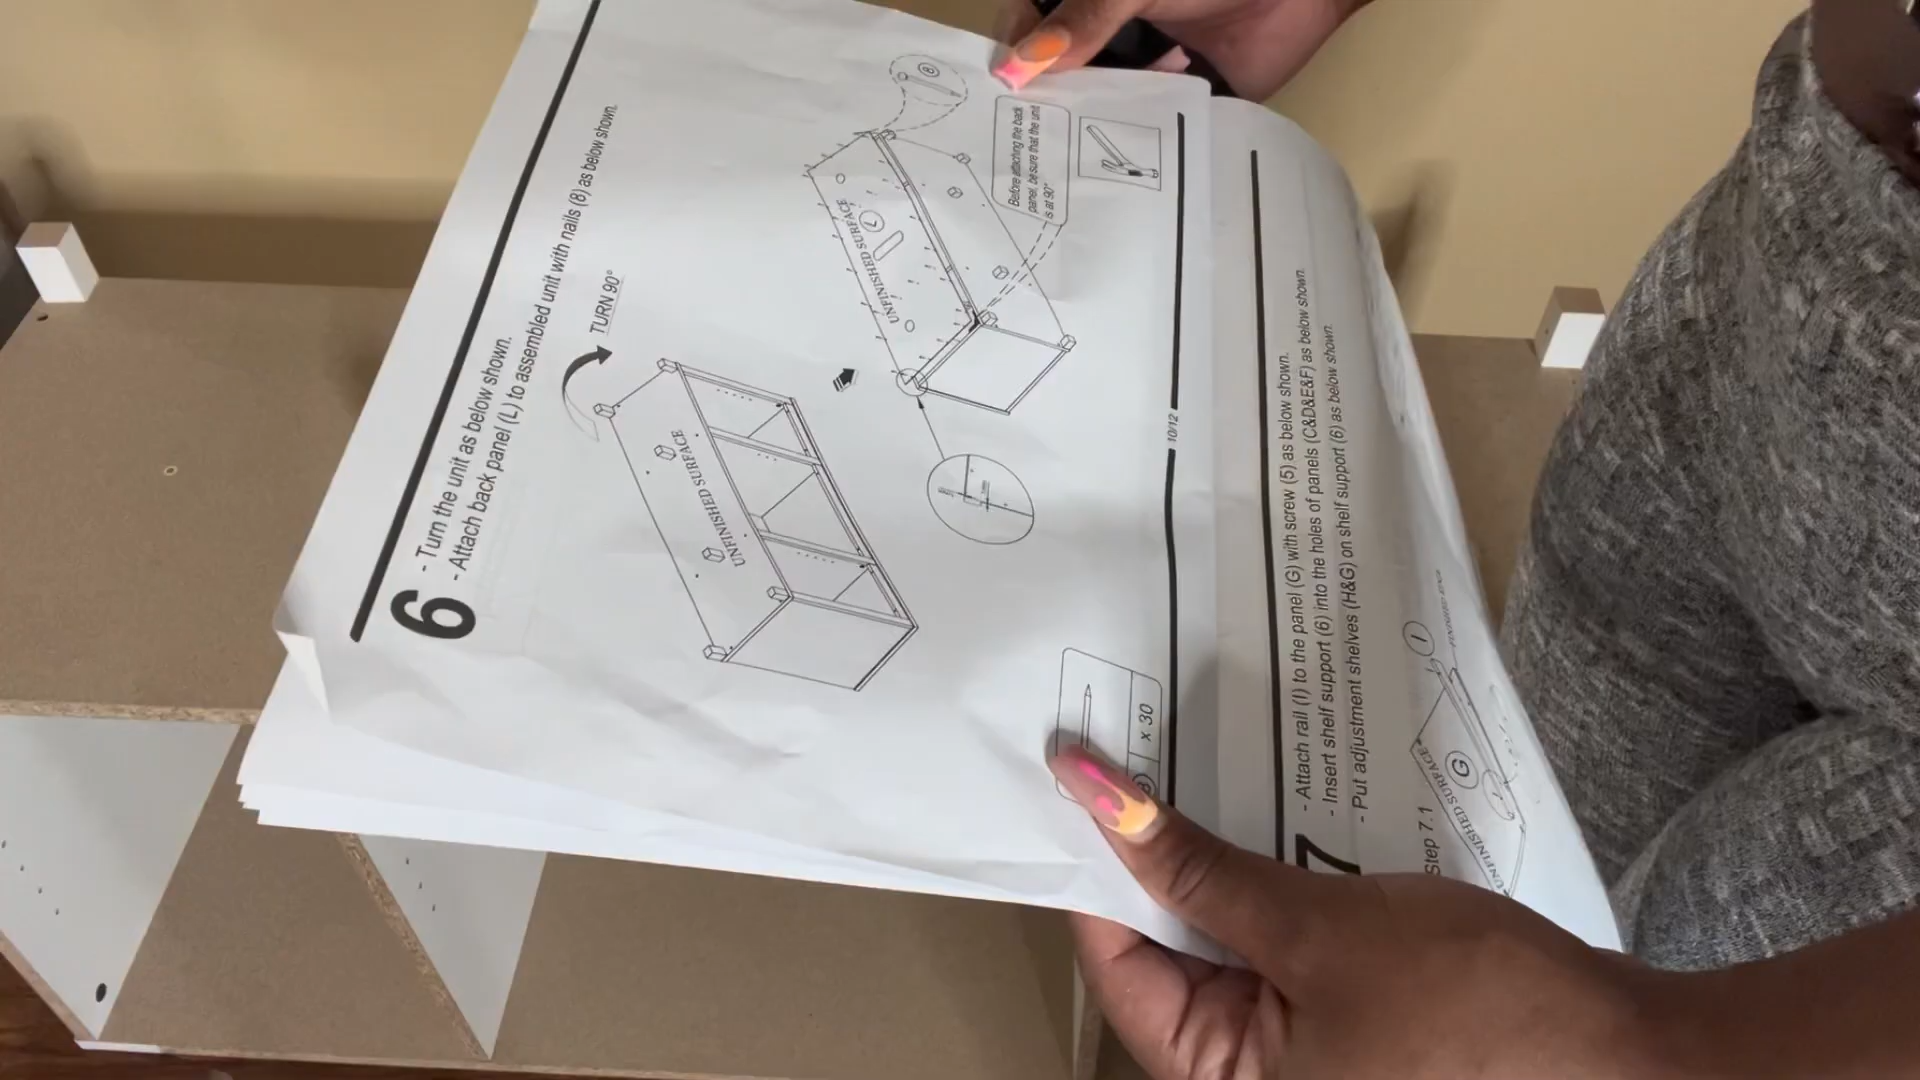 6
- Turn the unit as below shown.
- Attach back panel (L) to assembled unit with nails (8) as below shown.
TURN 90°
UNFINISHED SURFACE
UNFINISHED SURFACE
L
8
Before attaching the back
panel, be sure that the unit
is at 90°
x 30
10/12
7
- Attach rail (I) to the panel (G) with screw (5) as below shown.
- Insert shelf support (6) into the holes of panels (C&D&E&F) as below shown.
- Put adjustment shelves (H&G) on shelf support (6) as below shown.
Step 7.1
UNFINISHED SURFACE
G
I